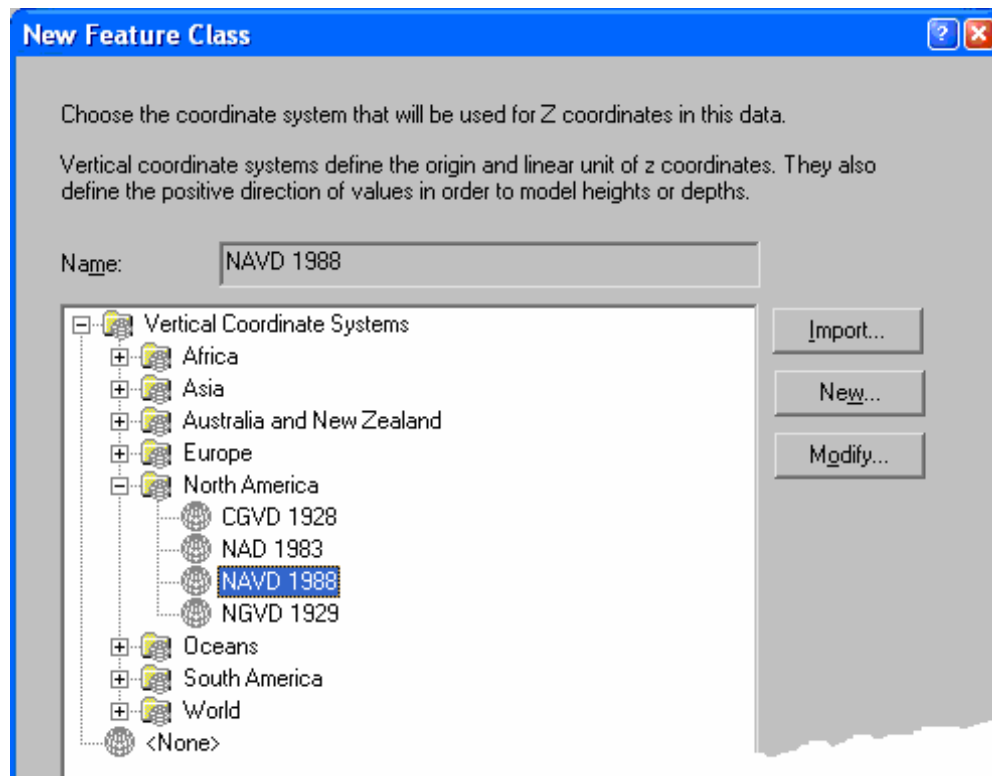 New Feature Class
?
Choose the coordinate system that will be used for Z coordinates in this data.
Vertical coordinate systems define the origin and linear unit of z coordinates. They also
define the positive direction of values in order to model heights or depths.
Name: NAVD 1988
Vertical Coordinate Systems
Africa
Asia
Australia and New Zealand
Europe
North America
CGVD 1928
NAD 1983
NAVD 1988
NGVD 1929
Oceans
South America
World
<None>
Import...
New...
Modify...